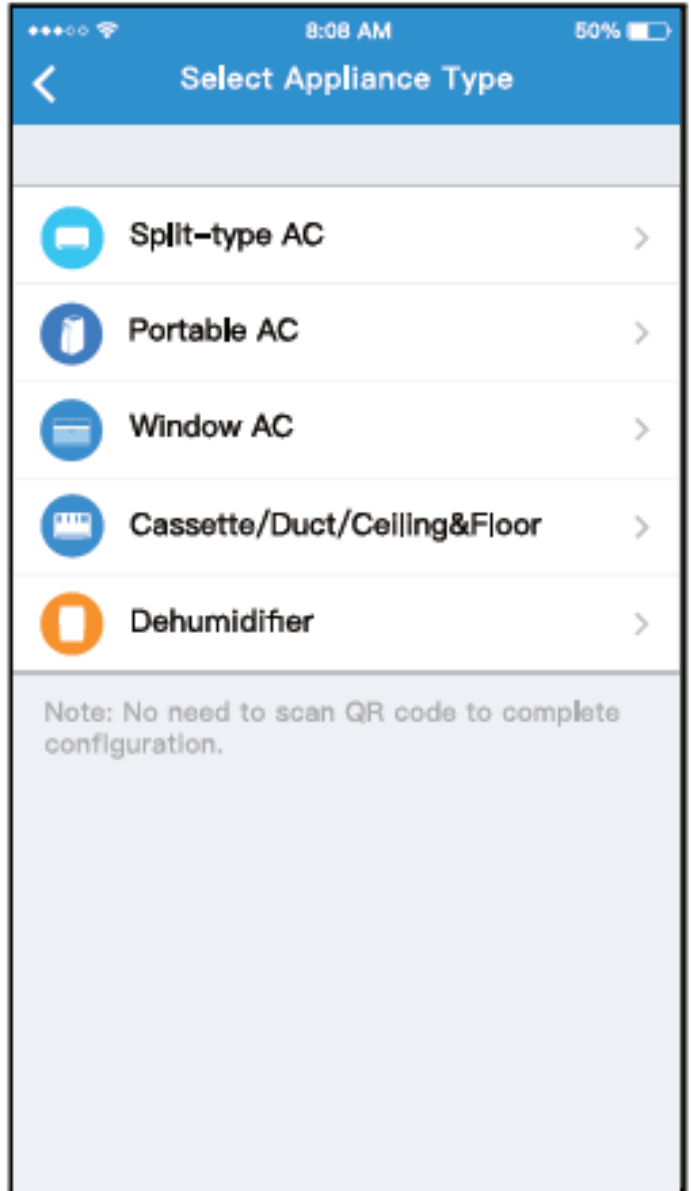 8:08 AM
50%
Select Appliance Type
Split-type AC
Portable AC
Window AC
Cassette/Duct/Ceiling&Floor
Dehumidifier
Note: No need to scan QR code to complete
configuration.